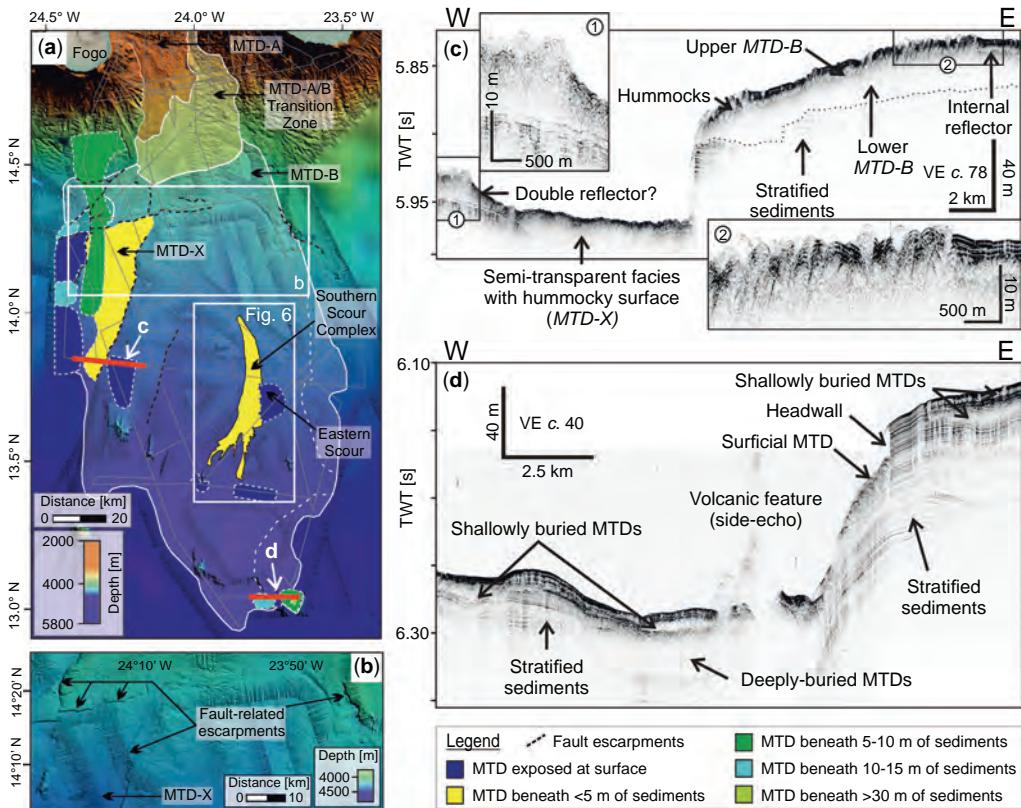 24.5° W
24.0° W
23.5° W
(a)
Fogo
MTD-A
MTD-A/B
Transition
Zone
MTD-B
14.5° N
14.0° N
13.5° N
13.0° N
MTD-X
b
c
Fig. 6
Southern
Scour
Complex
Eastern
Scour
d
Distance [km]
0 20
2000
4000
5800
Depth [m]
24°10' W
23°50' W
(b)
14°20' N
14°10' N
Fault-related
escarpments
MTD-X
Distance [km]
0 10
Depth [m]
4000
4500
W
E
(c)
5.85
5.95
TWT [s]
1
10 m
500 m
Upper MTD-B
2
Hummocks
Internal
reflector
Lower
MTD-B
Stratified
sediments
VE c. 78
40 m
2 km
1
Double reflector?
Semi-transparent facies
with hummocky surface
(MTD-X)
2
500 m
10 m
W
E
6.10
(d)
6.30
TWT [s]
40 m
VE c. 40
2.5 km
Shallowly buried MTDs
Headwall
Surficial MTD
Volcanic feature
(side-echo)
Shallowly buried MTDs
Stratified
sediments
Stratified
sediments
Deeply-buried MTDs
Legend
Fault escarpments
MTD exposed at surface
MTD beneath <5 m of sediments
MTD beneath 5-10 m of sediments
MTD beneath 10-15 m of sediments
MTD beneath >30 m of sediments